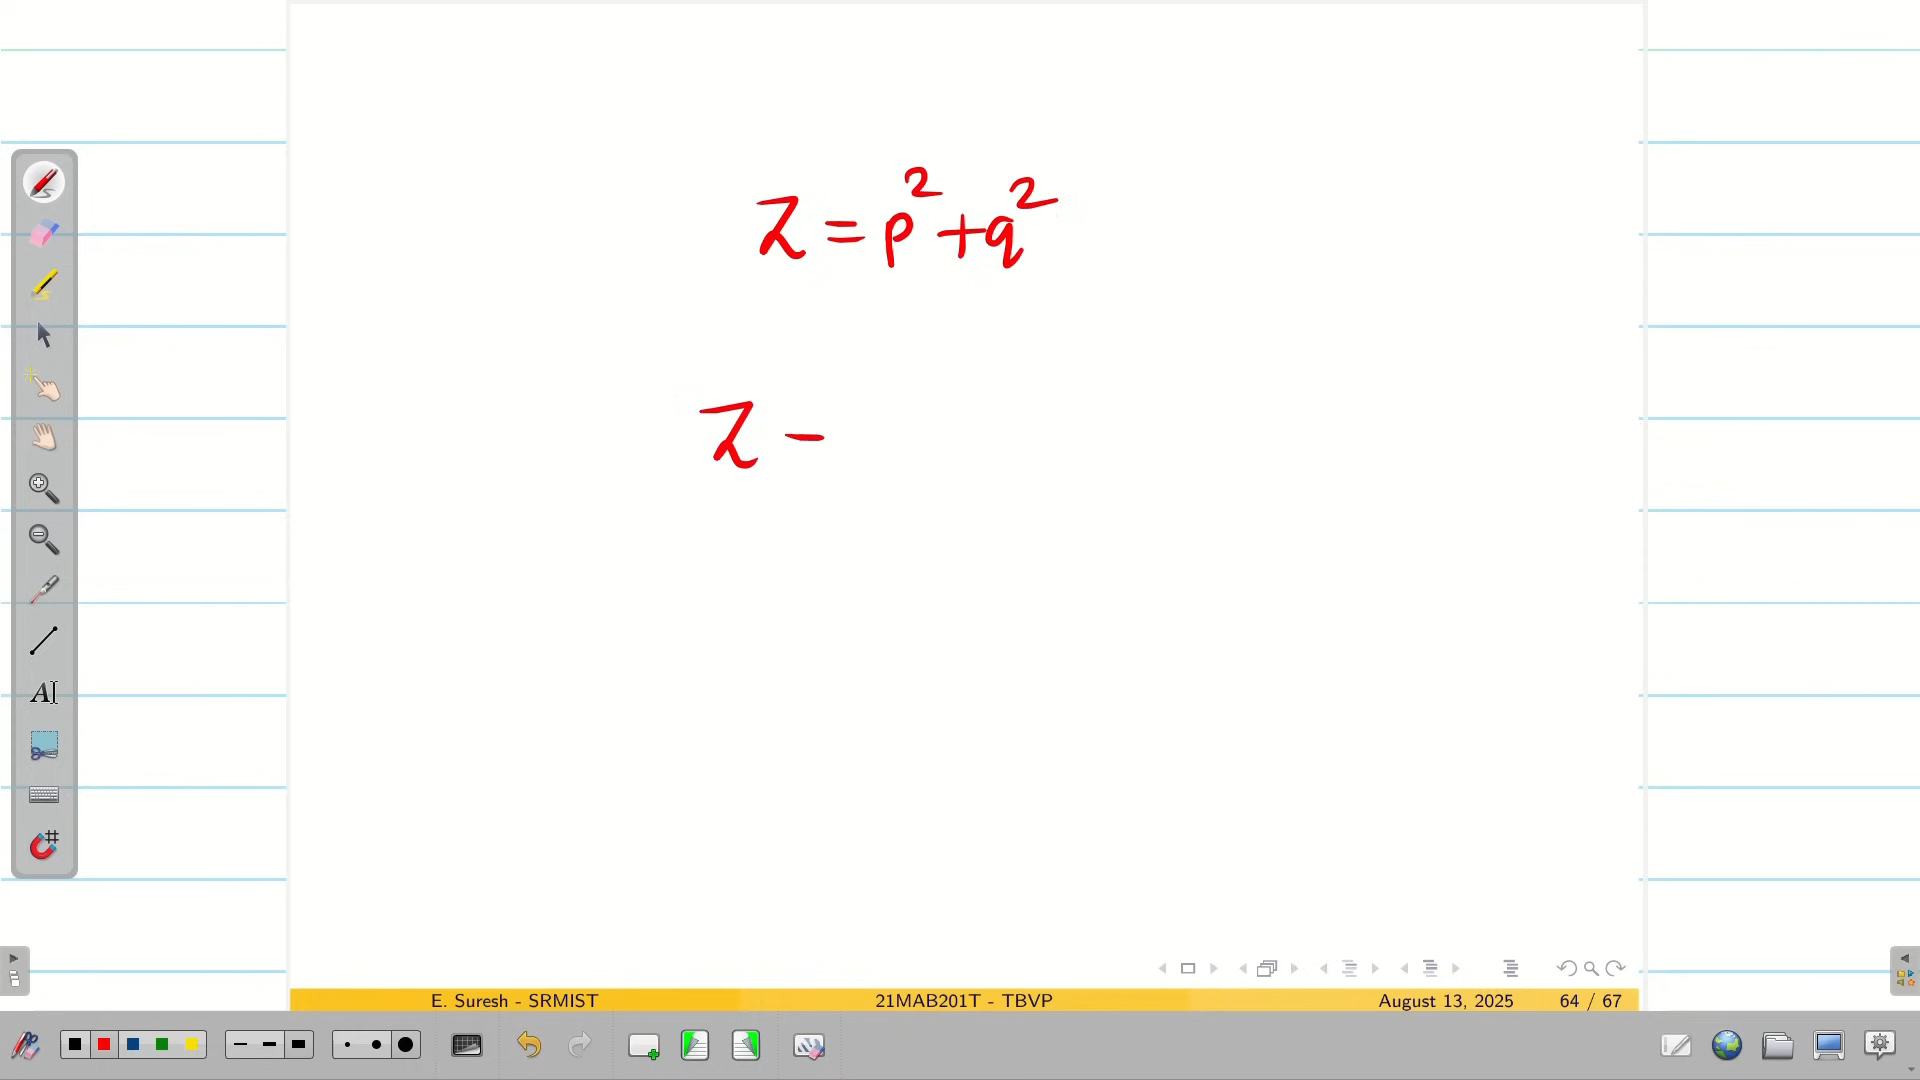 z = p² + q²
z -
E. Suresh - SRMIST 21MAB201T - TBVP August 13, 2025 64 / 67